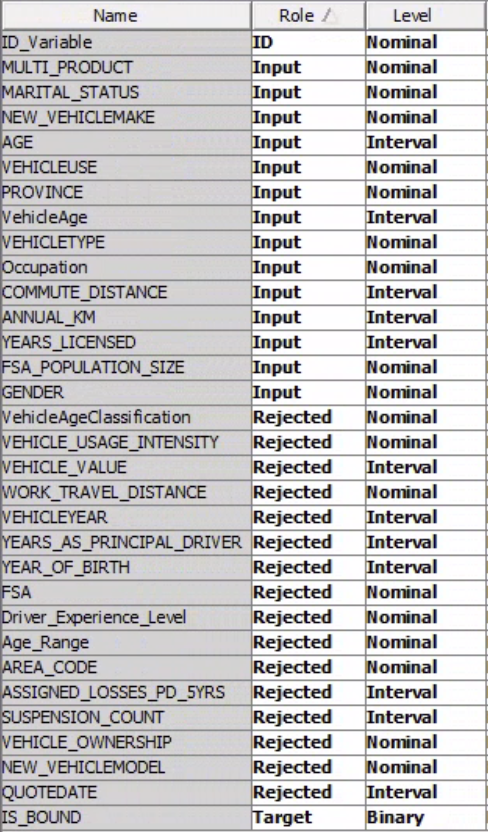 Name Role Level
ID_Variable ID Nominal
MULTI_PRODUCT Input Nominal
MARITAL_STATUS Input Nominal
NEW_VEHICLEMAKE Input Nominal
AGE Input Interval
VEHICLEUSE Input Nominal
PROVINCE Input Nominal
VehicleAge Input Interval
VEHICLETYPE Input Nominal
Occupation Input Nominal
COMMUTE_DISTANCE Input Interval
ANNUAL_KM Input Interval
YEARS_LICENSED Input Interval
FSA_POPULATION_SIZE Input Nominal
GENDER Input Nominal
VehicleAgeClassification Rejected Nominal
VEHICLE_USAGE_INTENSITY Rejected Nominal
VEHICLE_VALUE Rejected Interval
WORK_TRAVEL_DISTANCE Rejected Nominal
VEHICLEYEAR Rejected Interval
YEARS_AS_PRINCIPAL_DRIVER Rejected Interval
YEAR_OF_BIRTH Rejected Interval
FSA Rejected Nominal
Driver_Experience_Level Rejected Nominal
Age_Range Rejected Nominal
AREA_CODE Rejected Nominal
ASSIGNED_LOSSES_PD_5YRS Rejected Interval
SUSPENSION_COUNT Rejected Interval
VEHICLE_OWNERSHIP Rejected Nominal
NEW_VEHICLEMODEL Rejected Nominal
QUOTEDATE Rejected Interval
IS_BOUND Target Binary